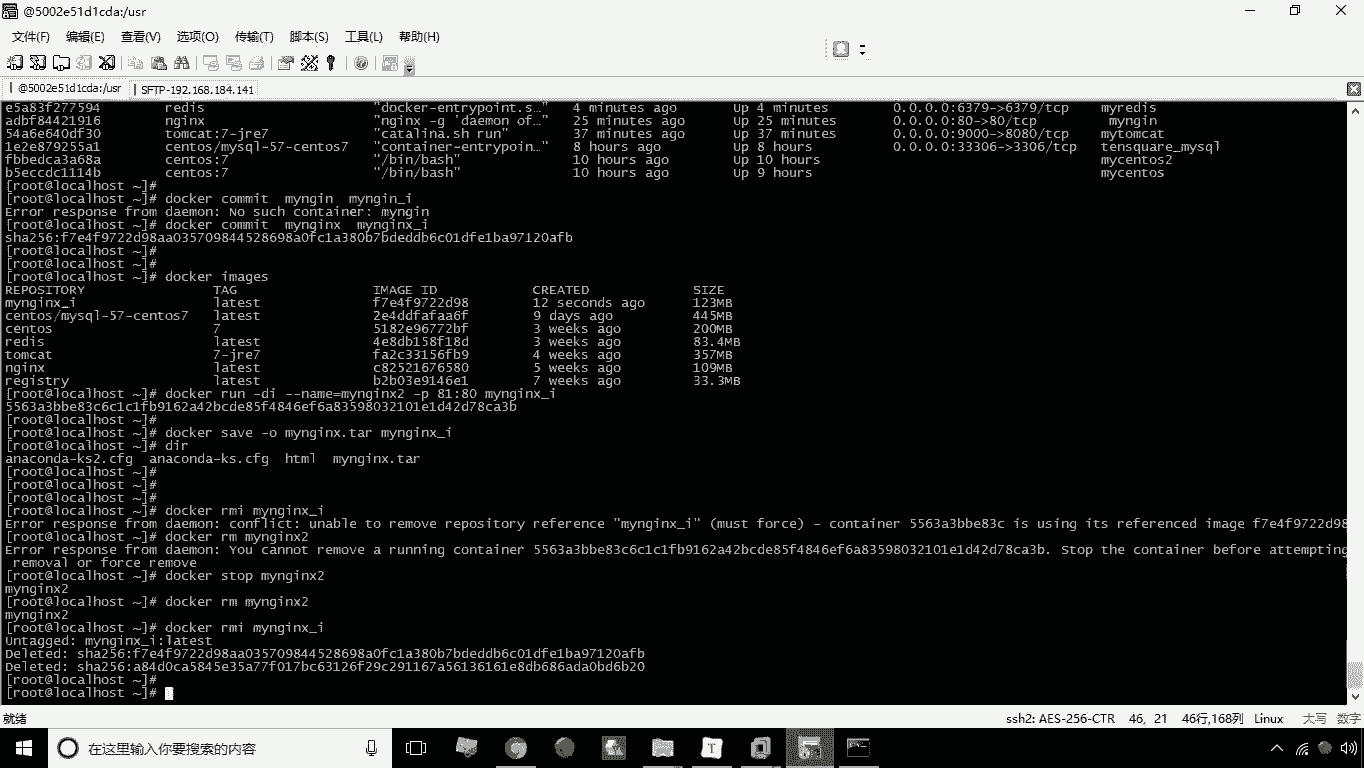 @5002e51d1cda:/usr
文件(F) 编辑(E) 查看(V) 选项(O) 传输(T) 脚本(S) 工具(L) 帮助(H)
@5002e51d1cda:/usr SFTP-192.168.184.141
e5a83f277594 redis "docker-entrypoint.s…" 4 minutes ago Up 4 minutes 0.0.0.0:6379->6379/tcp myredis
adbf84421916 nginx "nginx -g 'daemon of…" 25 minutes ago Up 25 minutes 0.0.0.0:80->80/tcp myngin
54a6e640df30 tomcat:7-jre7 "catalina.sh run" 37 minutes ago Up 37 minutes 0.0.0.0:9000->8080/tcp mytomcat
1e2e879255a1 centos/mysql-57-centos7 "container-entrypoin…" 8 hours ago Up 8 hours 0.0.0.0:33306->3306/tcp tensquare_mysql
fbbedca3a68a centos:7 "/bin/bash" 10 hours ago Up 10 hours mycentos2
b5eccdc1114b centos:7 "/bin/bash" 10 hours ago Up 9 hours mycentos
[root@localhost ~]#
[root@localhost ~]# docker commit myngin myngin_i
Error response from daemon: No such container: myngin
[root@localhost ~]# docker commit mynginx mynginx_i
sha256:f7e4f9722d98aa035709844528698a0fc1a380b7bdeddb6c01dfe1ba97120afb
[root@localhost ~]#
[root@localhost ~]#
[root@localhost ~]# docker images
REPOSITORY TAG IMAGE ID CREATED SIZE
mynginx_i latest f7e4f9722d98 12 seconds ago 123MB
centos/mysql-57-centos7 latest 2e4ddfafaa6f 9 days ago 445MB
centos 7 5182e96772bf 3 weeks ago 200MB
redis latest 4e8db158f18d 3 weeks ago 83.4MB
tomcat 7-jre7 fa2c33156fb9 4 weeks ago 357MB
nginx latest c82521676580 5 weeks ago 109MB
registry latest b2b03e9146e1 7 weeks ago 33.3MB
[root@localhost ~]# docker run -di --name=mynginx2 -p 81:80 mynginx_i
5563a3bbe83c6c1c1fb9162a42bcde85f4846ef6a83598032101e1d42d78ca3b
[root@localhost ~]#
[root@localhost ~]# docker save -o mynginx.tar mynginx_i
[root@localhost ~]# dir
anaconda-ks2.cfg anaconda-ks.cfg html mynginx.tar
[root@localhost ~]#
[root@localhost ~]#
[root@localhost ~]#
[root@localhost ~]# docker rmi mynginx_i
Error response from daemon: conflict: unable to remove repository reference "mynginx_i" (must force) - container 5563a3bbe83c is using its referenced image f7e4f9722d98
[root@localhost ~]# docker rm mynginx2
Error response from daemon: You cannot remove a running container 5563a3bbe83c6c1c1fb9162a42bcde85f4846ef6a83598032101e1d42d78ca3b. Stop the container before attempting
removal or force remove
[root@localhost ~]# docker stop mynginx2
mynginx2
[root@localhost ~]# docker rm mynginx2
mynginx2
[root@localhost ~]# docker rmi mynginx_i
Untagged: mynginx_i:latest
Deleted: sha256:f7e4f9722d98aa035709844528698a0fc1a380b7bdeddb6c01dfe1ba97120afb
Deleted: sha256:a84d0ca5845e35a77f017bc63126f29c291167a56136161e8db686ada0bd6b20
[root@localhost ~]#
[root@localhost ~]#
就绪 ssh2: AES-256-CTR 46, 21 46行,168列 Linux 大写 数字
在这里输入你要搜索的内容